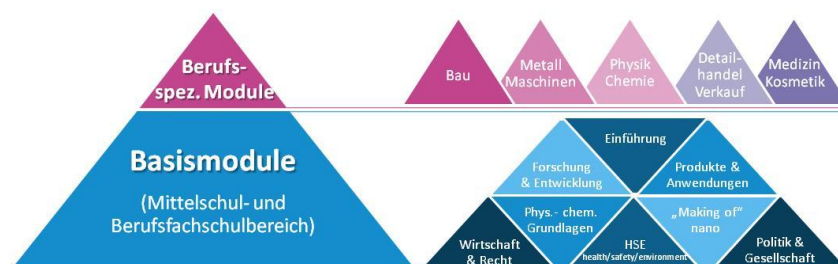 Berufs-
spez. Module
Basismodule
(Mittelschul- und
Berufsfachschulbereich)
Bau
Metall
Maschinen
Physik
Chemie
Detail-
handel
Verkauf
Medizin
Kosmetik
Einführung
Forschung
& Entwicklung
Produkte &
Anwendungen
Phys.- chem.
Grundlagen
„Making of"
nano
Wirtschaft
& Recht
HSE
health/safety/environment
Politik &
Gesellschaft